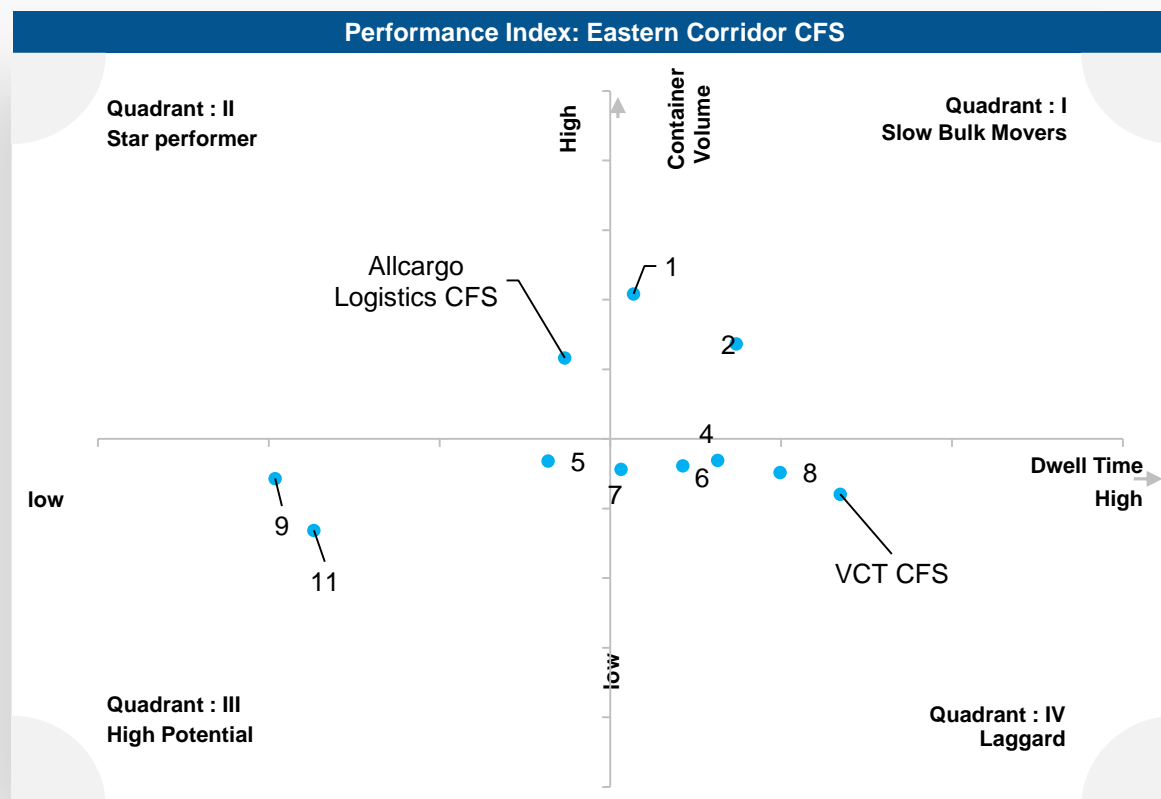 Performance Index: Eastern Corridor CFS
Quadrant : II
Star performer
High
Container
Volume
Quadrant : I
Slow Bulk Movers
Allcargo
Logistics CFS
1
2
4
5
6
7
8
Dwell Time
High
low
9
11
VCT CFS
low
Quadrant : III
High Potential
Quadrant : IV
Laggard